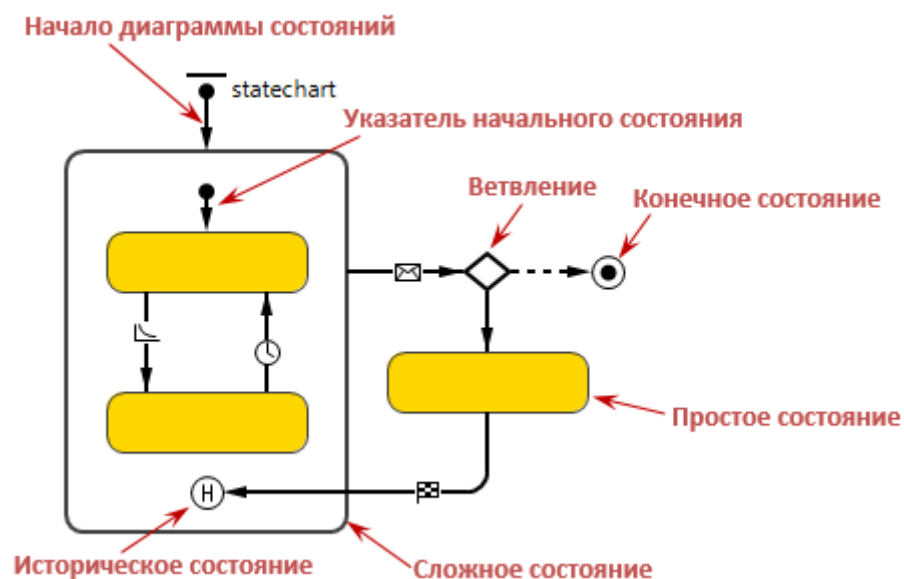 Начало диаграммы состояний
statechart
Указатель начального состояния
Ветвление
Конечное состояние
Простое состояние
H
Историческое состояние
Сложное состояние